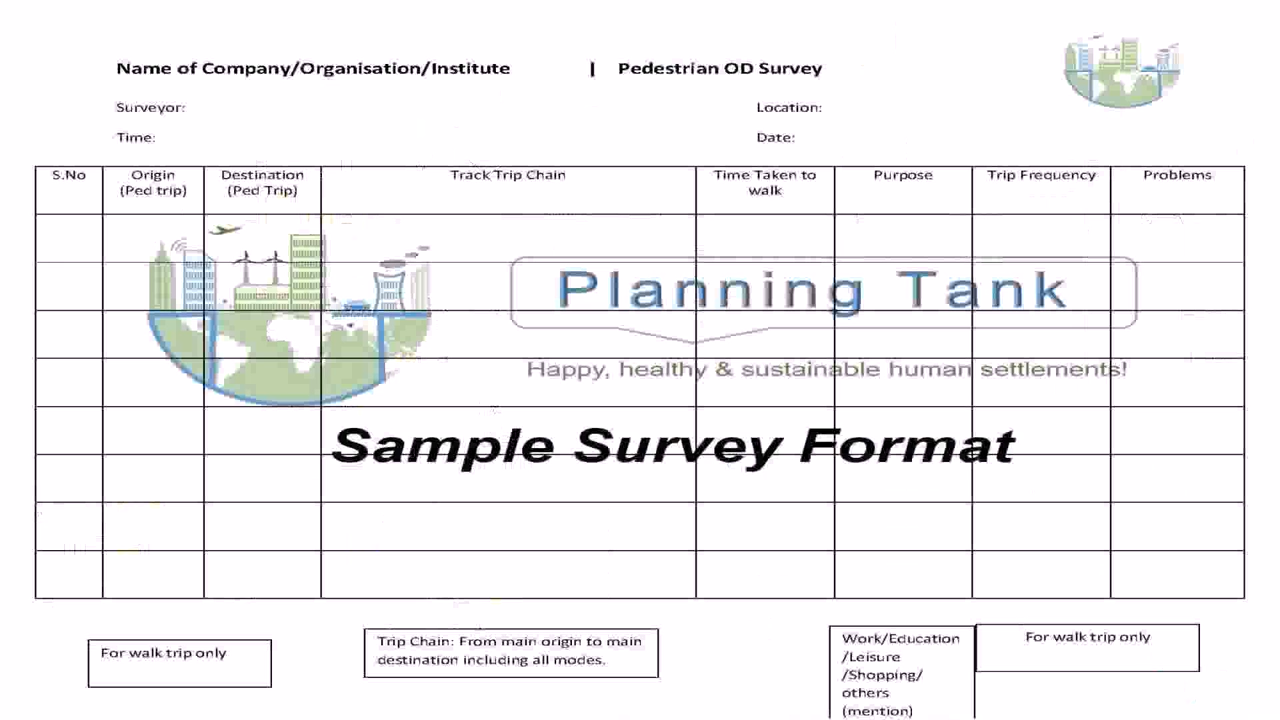 Name of Company/Organisation/Institute | Pedestrian OD Survey
Surveyor: Location:
Time: Date:
S.No Origin Destination Track Trip Chain Time Taken to Purpose Trip Frequency Problems
(Ped trip) (Ped Trip) walk
Planning Tank
Happy, healthy & sustainable human settlements!
Sample Survey Format
For walk trip only
Trip Chain: From main origin to main
destination including all modes.
Work/Education
/Leisure
/Shopping/
others
(mention)
For walk trip only